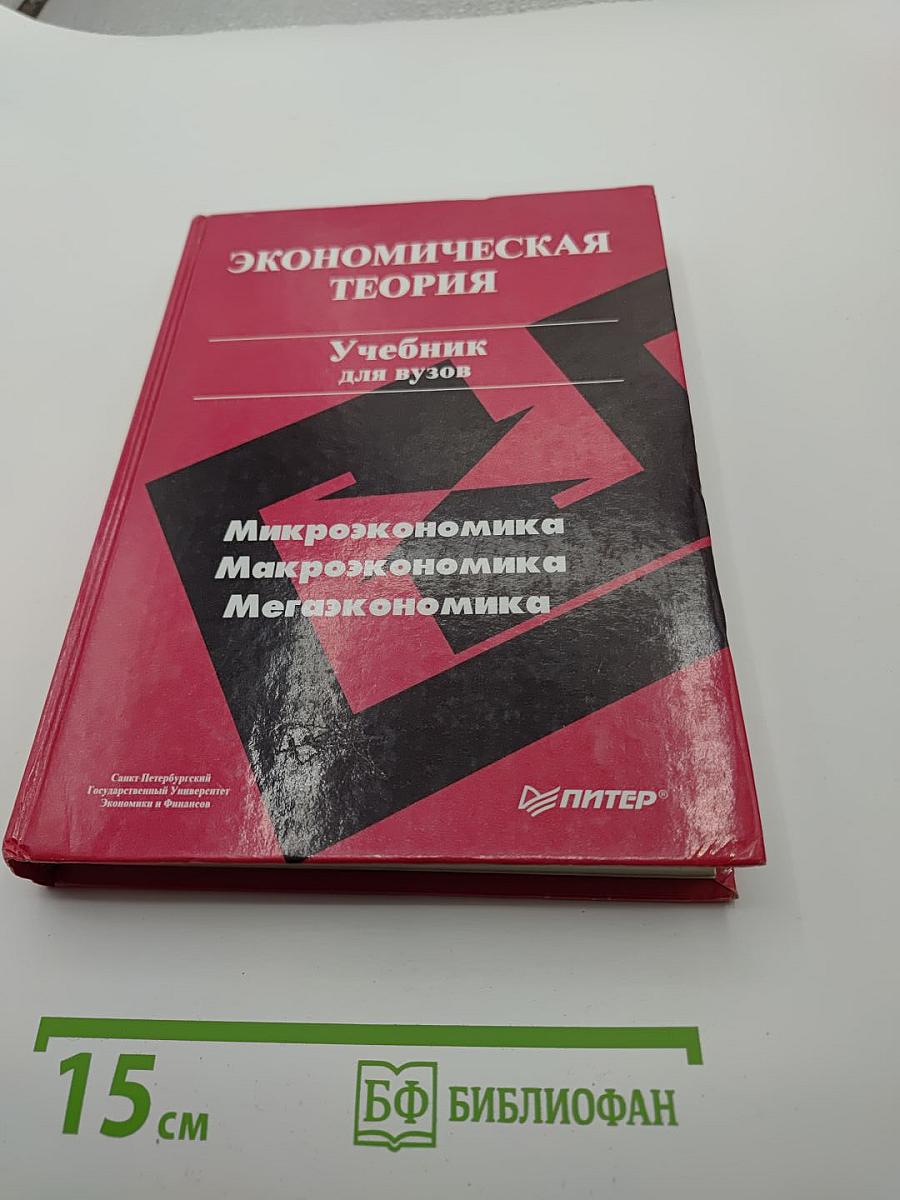 ЭКОНОМИЧЕСКАЯ
ТЕОРИЯ
Учебник
для вузов
Микроэкономика
Макроэкономика
Мегаэкономика
Санкт-Петербургский
Государственный Университет
Экономики и Финансов
ПИТЕР®
15 см
БФ БИБЛИОФАН